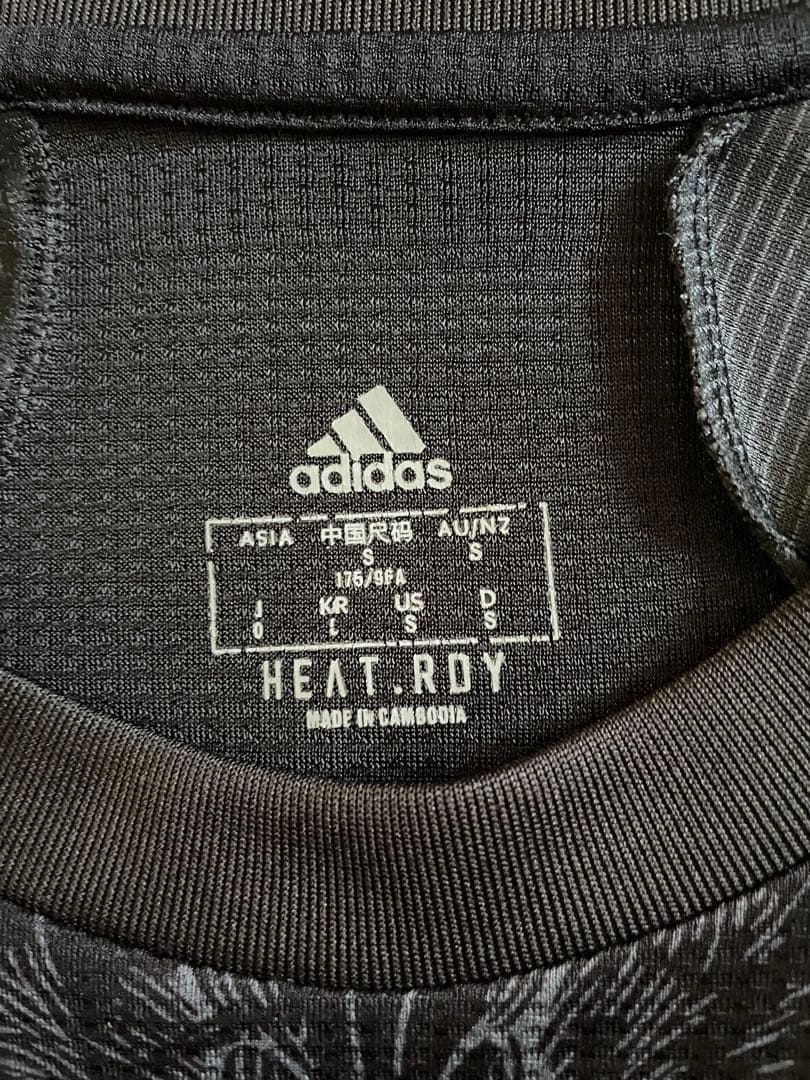 adidas
ASIA 中国尺码 AU/NZ
S S
175/96A
J KR US D
O L S S
HEAT.RDY
MADE IN CAMBODIA